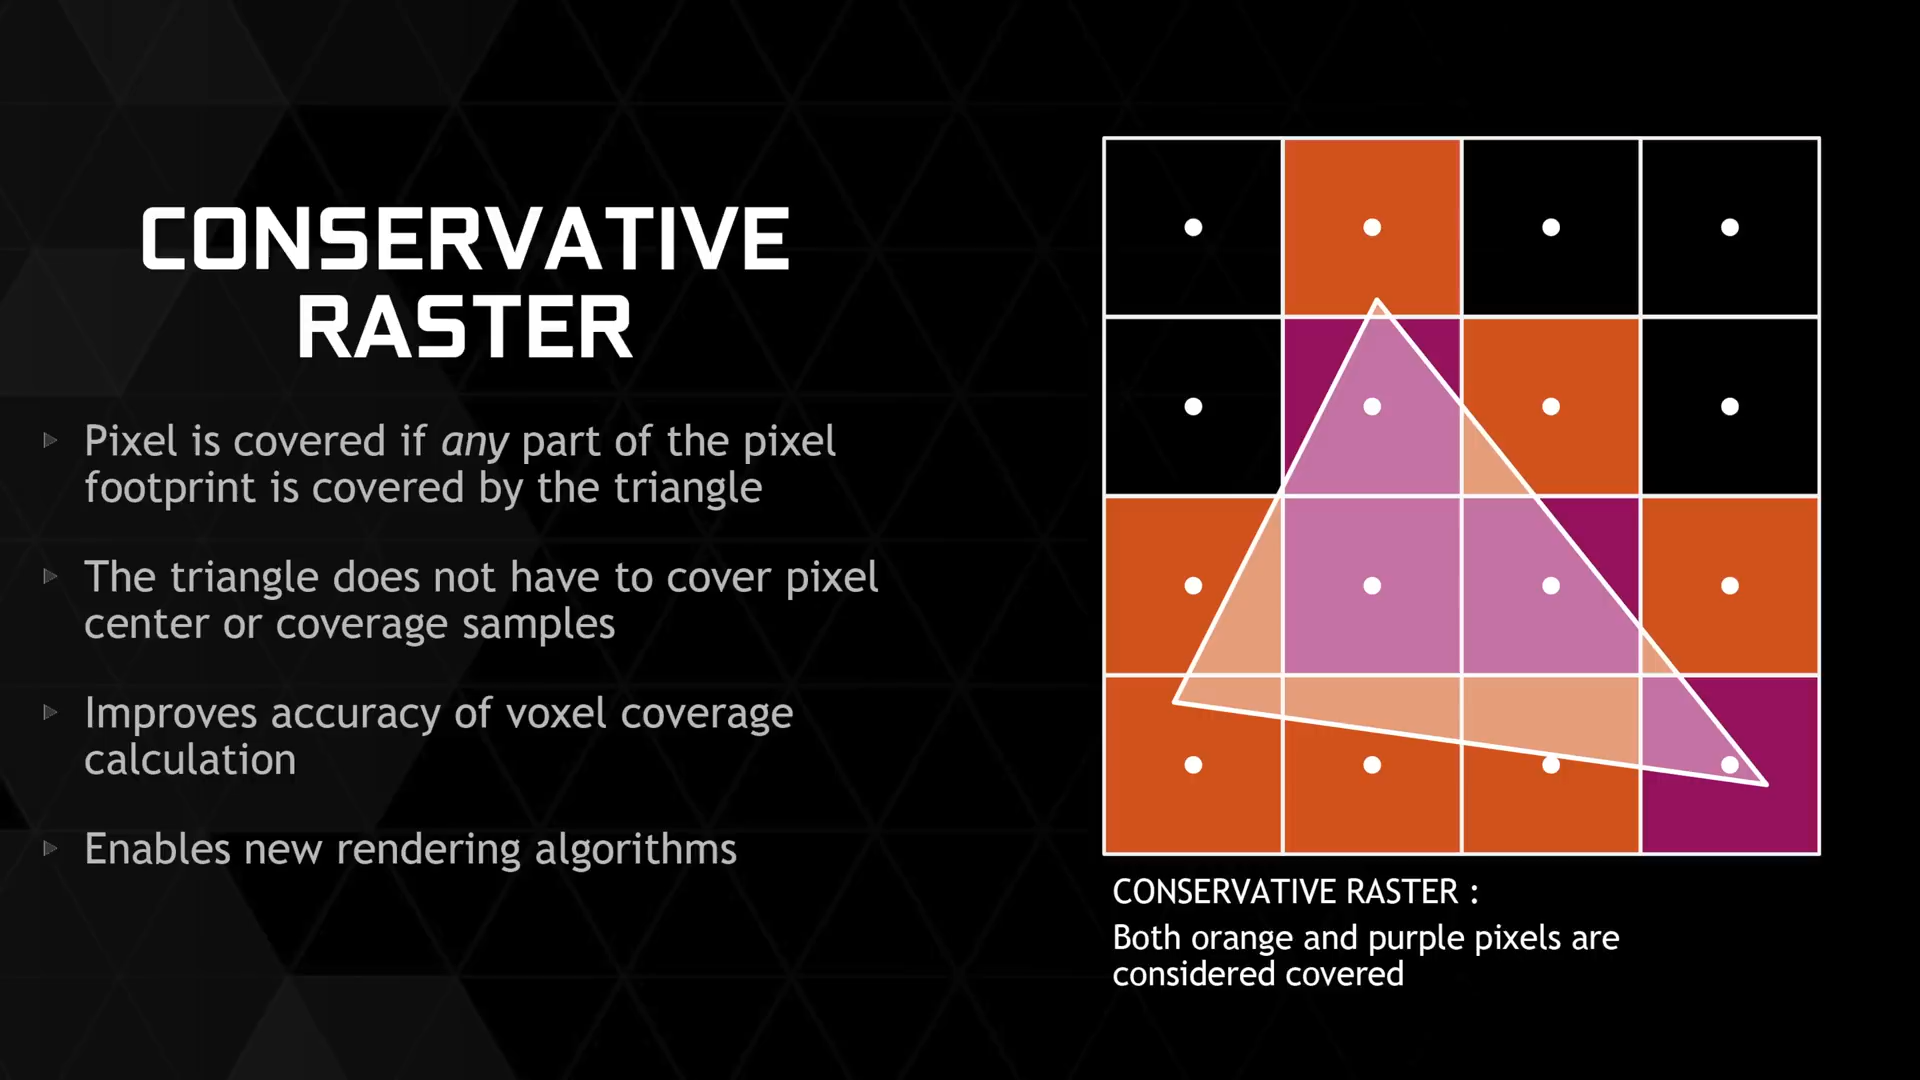 CONSERVATIVE
RASTER
Pixel is covered if any part of the pixel
footprint is covered by the triangle
The triangle does not have to cover pixel
center or coverage samples
Improves accuracy of voxel coverage
calculation
Enables new rendering algorithms
CONSERVATIVE RASTER :
Both orange and purple pixels are
considered covered